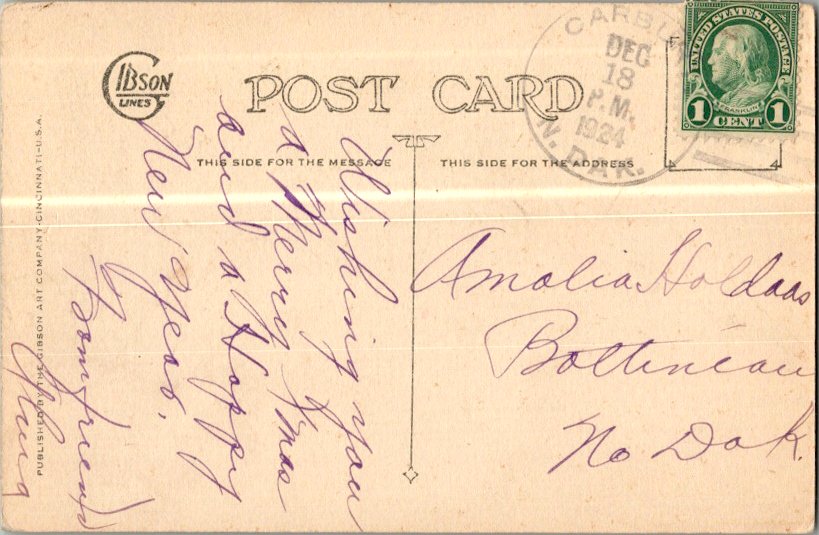 GIBSON
LINES
POST CARD
THIS SIDE FOR THE MESSAGE
THIS SIDE FOR THE ADDRESS
PUBLISHED BY THE GIBSON ART COMPANY-CINCINNATI-U.S.A.
DEC
18
P.M.
1924
N. DAK.
UNITED STATES POSTAGE
FRANKLIN
1 CENT 1
Wishing you
a Merry Xmas
and a Happy
New Year.
From friend
Amalia Holdaas
Bottineau
No Dak.